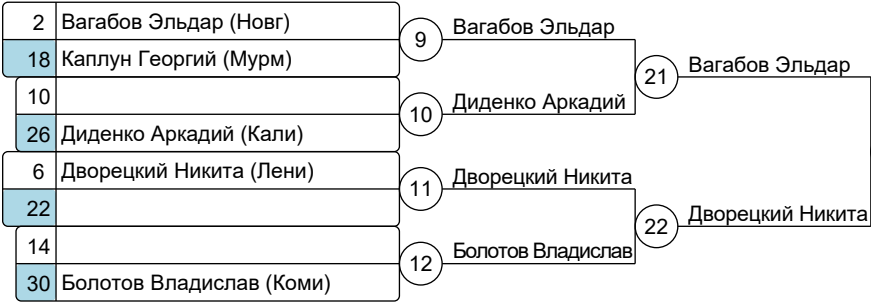 2 Вагабов Эльдар (Новг)
18 Каплун Георгий (Мурм)
9 Вагабов Эльдар
10
26 Диденко Аркадий (Кали)
10 Диденко Аркадий
21 Вагабов Эльдар
6 Дворецкий Никита (Лени)
22
11 Дворецкий Никита
14
30 Болотов Владислав (Коми)
12 Болотов Владислав
22 Дворецкий Никита